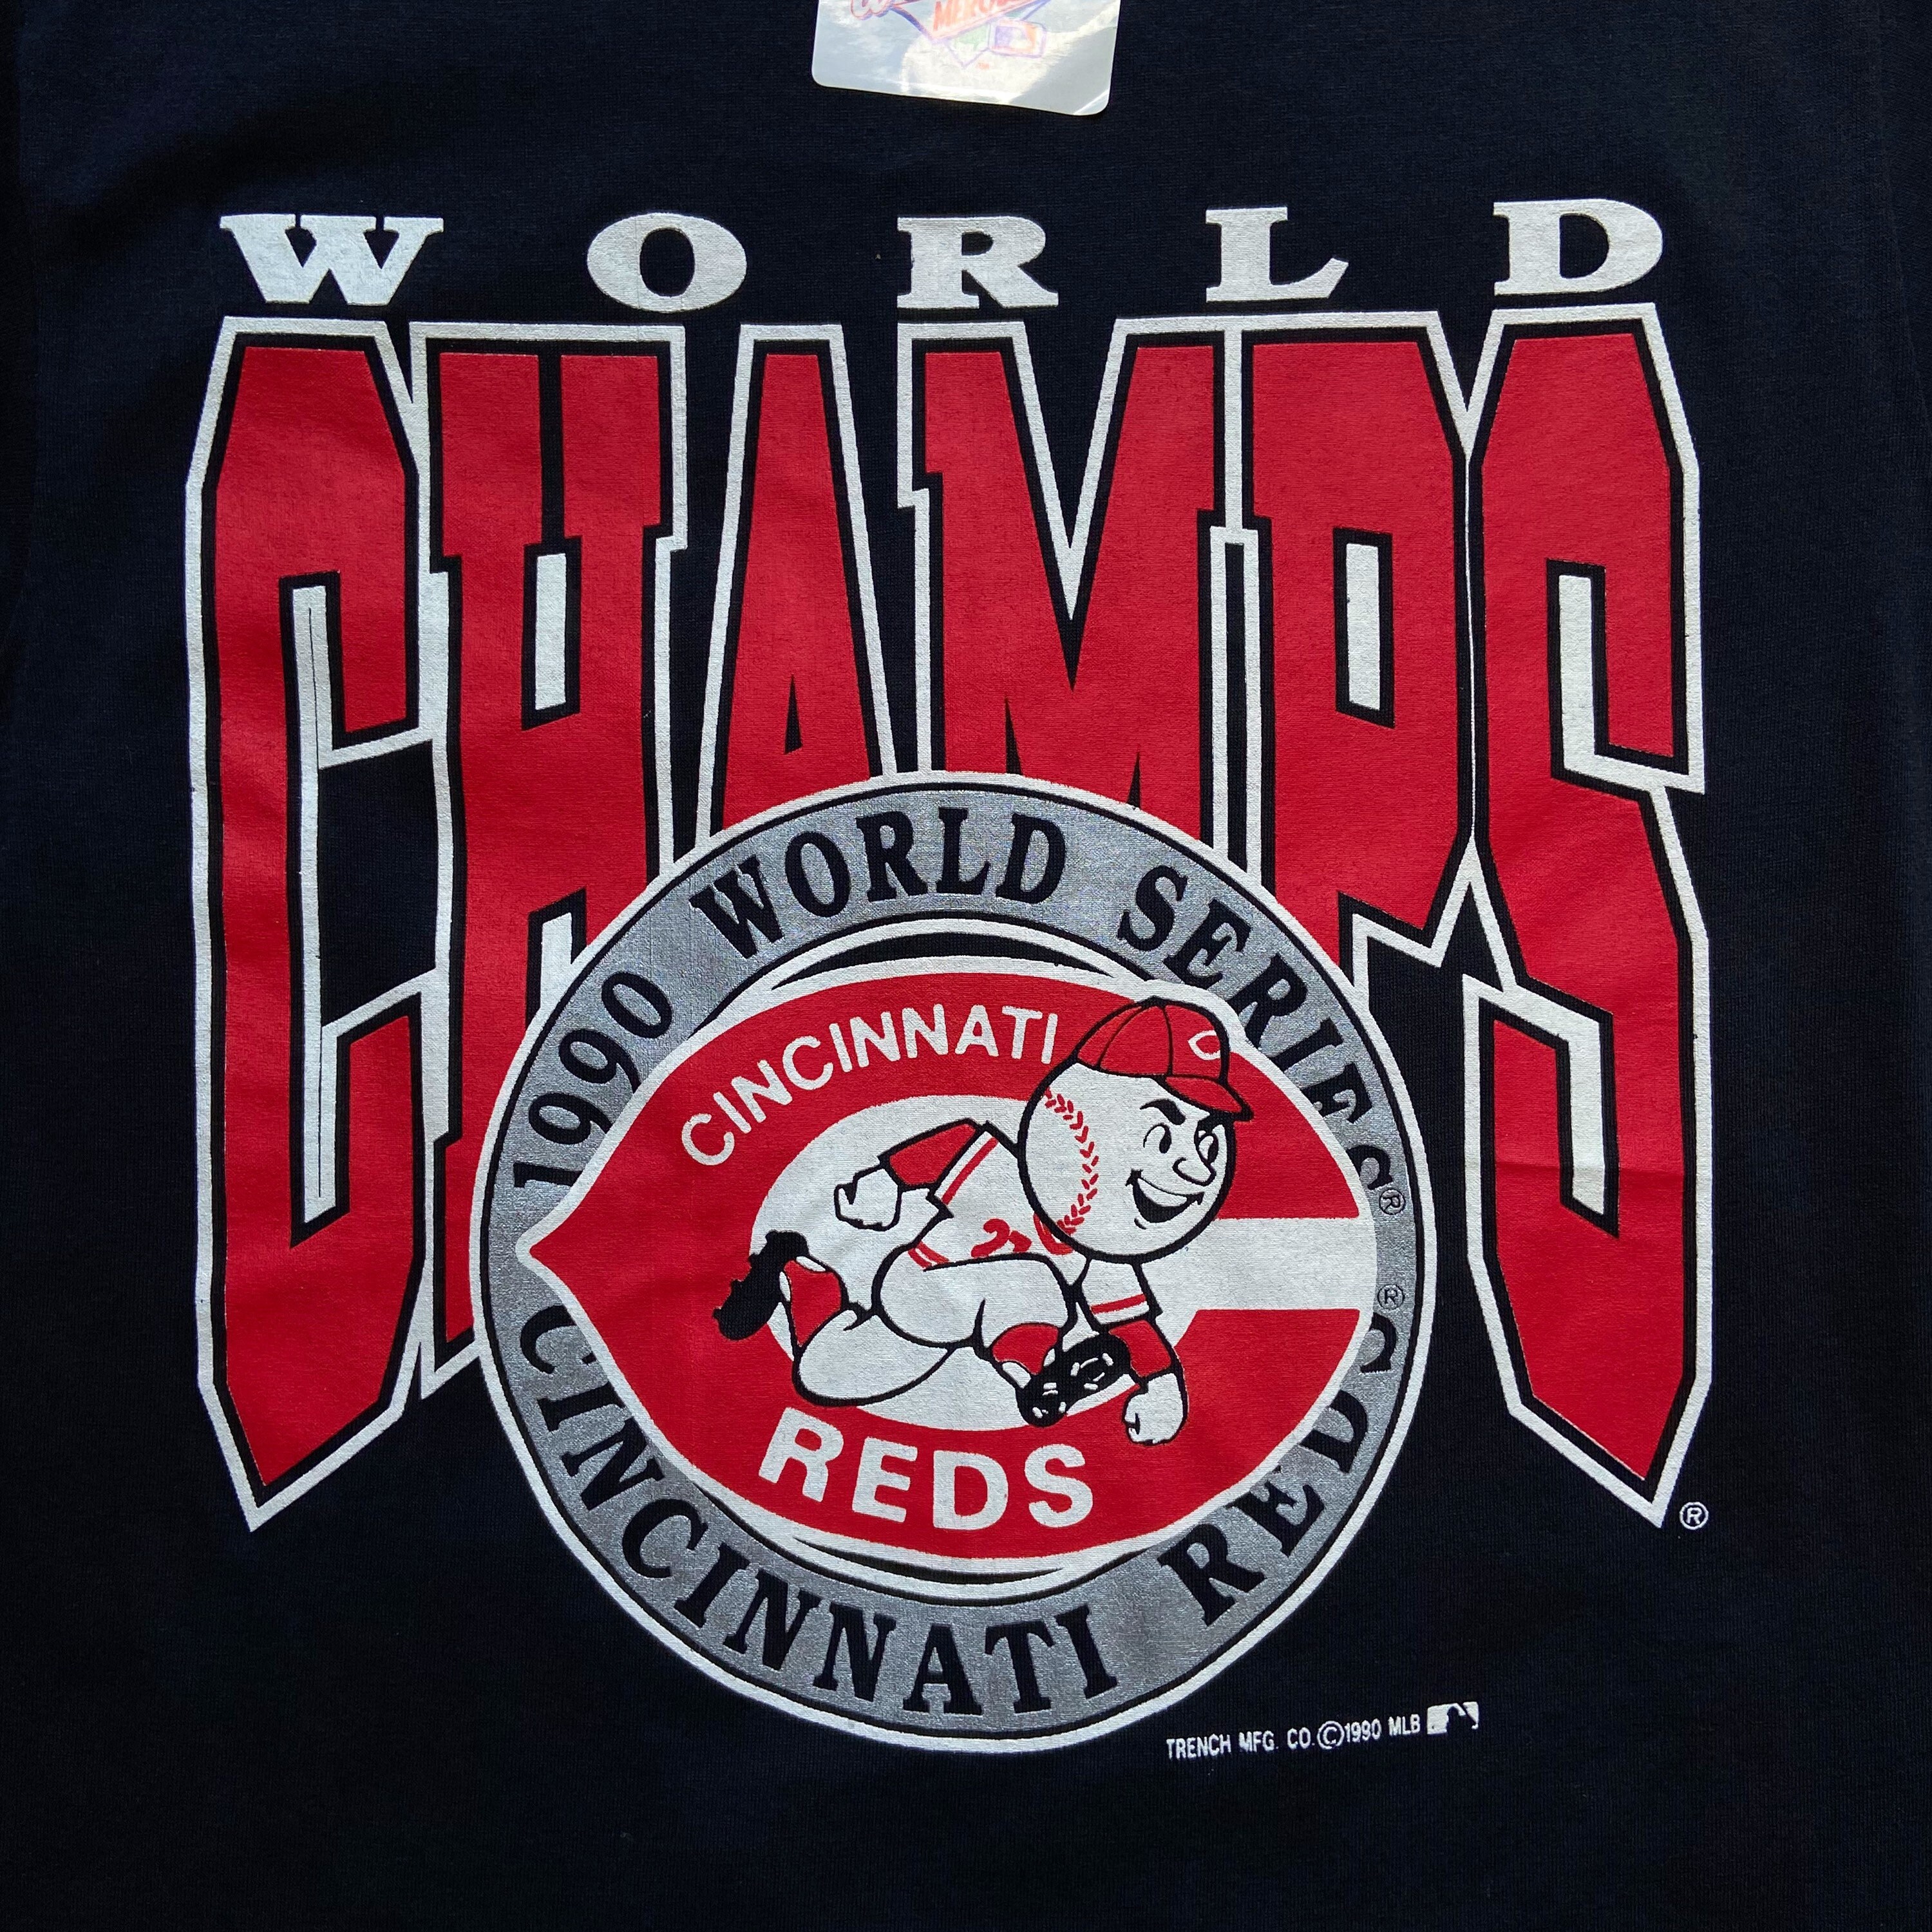 WORLD
CHAMPS
1990 WORLD SERIES®
CINCINNATI
C
REDS
CINCINNATI REDS®
®
TRENCH MFG. CO. ©1990 MLB